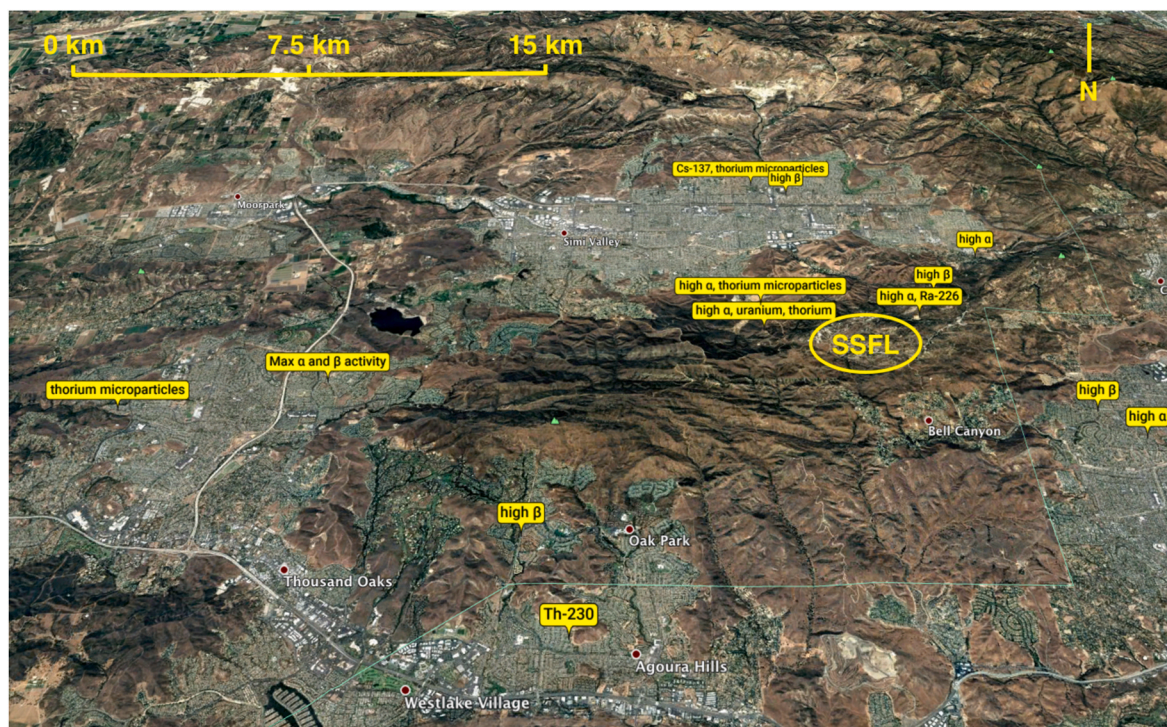 0 km
7.5 km
15 km
N
Cs-137, thorium microparticles
high β
Moorpark
Simi Valley
high α
high β
high α, thorium microparticles
high α, Ra-226
high α, uranium, thorium
SSFL
Max α and β activity
thorium microparticles
high β
high α
Bell Canyon
high β
Oak Park
Thousand Oaks
Th-230
Agoura Hills
Westlake Village